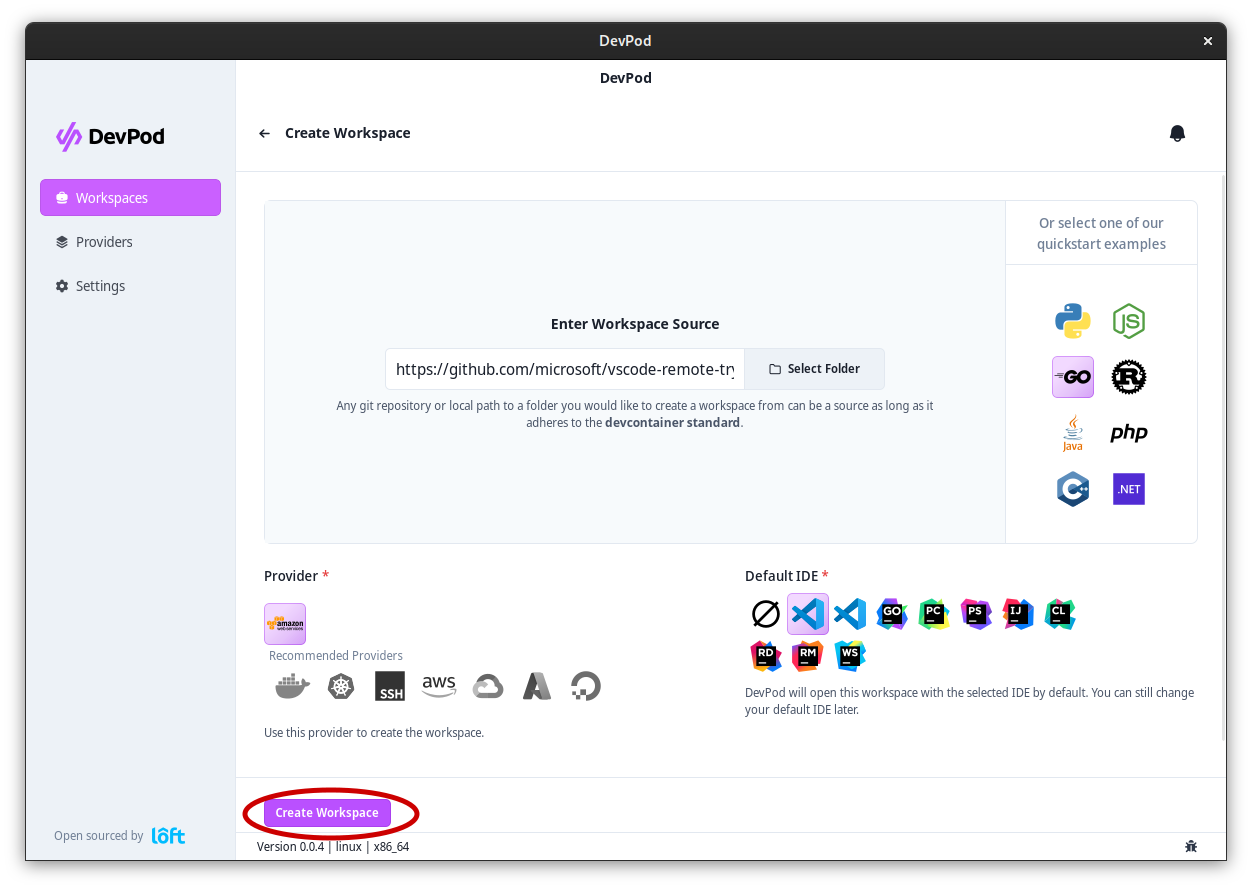 DevPod
DevPod
DevPod
Create Workspace
Workspaces
Providers
Settings
Or select one of our
quickstart examples
Enter Workspace Source
https://github.com/microsoft/vscode-remote-try
Select Folder
Any git repository or local path to a folder you would like to create a workspace from can be a source as long as it
adheres to the devcontainer standard.
JS
GO
R
Java
php
C++
.NET
Provider *
amazon
web services
Recommended Providers
SSH
aws
Use this provider to create the workspace.
Default IDE *
GO
PC
PS
IJ
CL
RD
RM
WS
DevPod will open this workspace with the selected IDE by default. You can still change
your default IDE later.
Create Workspace
Open sourced by loft
Version 0.0.4 | linux | x86_64